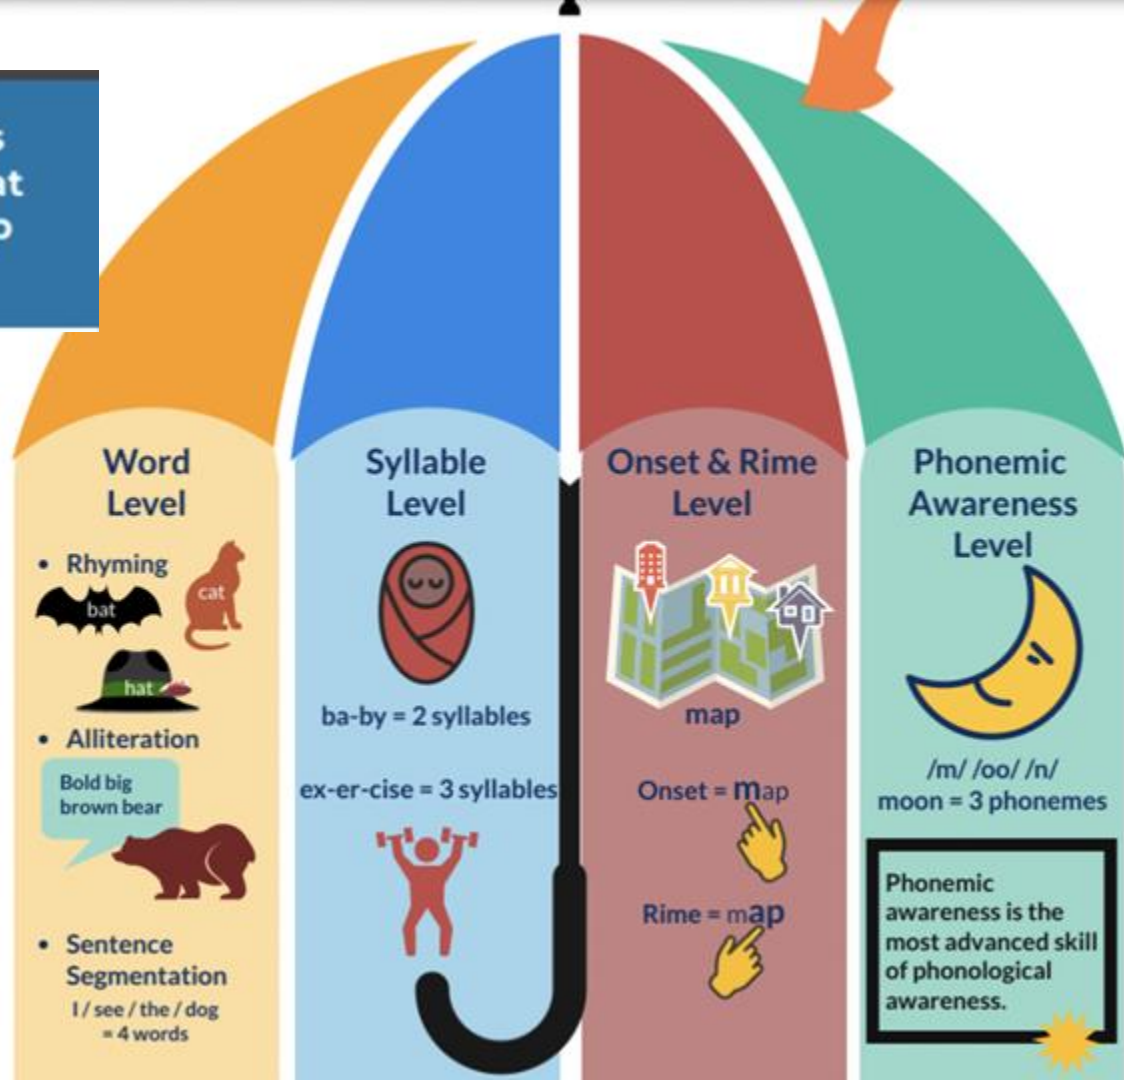 Word
Level
• Rhyming
bat
cat
hat
• Alliteration
Bold big
brown bear
• Sentence
Segmentation
I / see / the / dog
= 4 words
Syllable
Level
ba-by = 2 syllables
ex-er-cise = 3 syllables
Onset & Rime
Level
map
Onset = map
Rime = map
Phonemic
Awareness
Level
/m/ /oo/ /n/
moon = 3 phonemes
Phonemic
awareness is the
most advanced skill
of phonological
awareness.